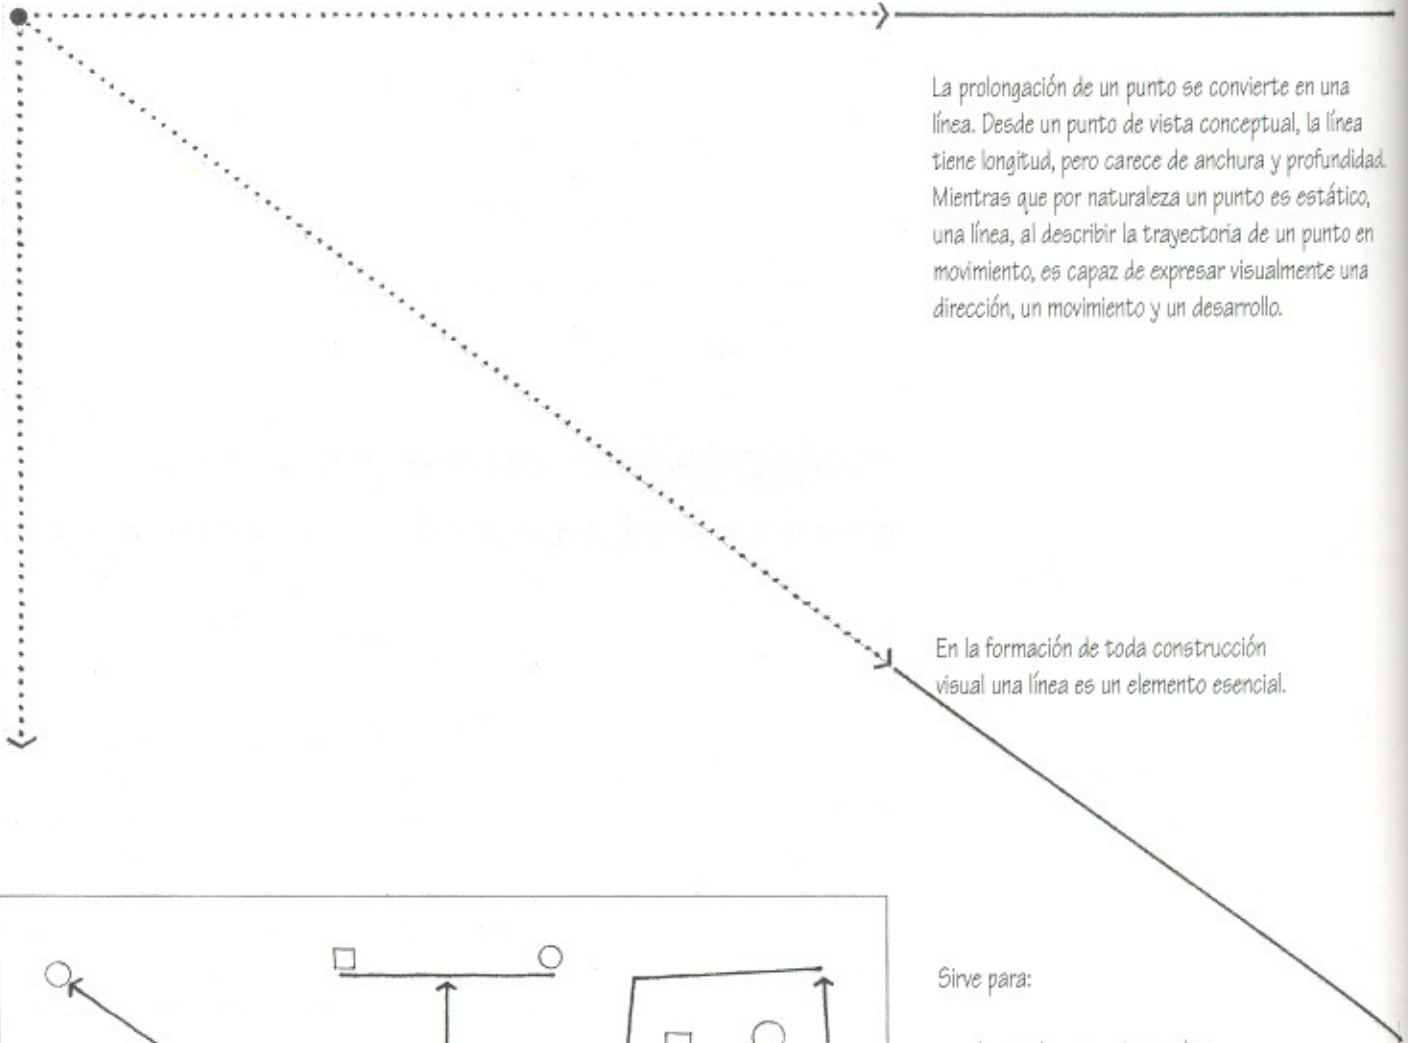 La prolongación de un punto se convierte en una
línea. Desde un punto de vista conceptual, la línea
tiene longitud, pero carece de anchura y profundidad.
Mientras que por naturaleza un punto es estático,
una línea, al describir la trayectoria de un punto en
movimiento, es capaz de expresar visualmente una
dirección, un movimiento y un desarrollo.
En la formación de toda construcción
visual una línea es un elemento esencial.
Sirve para: